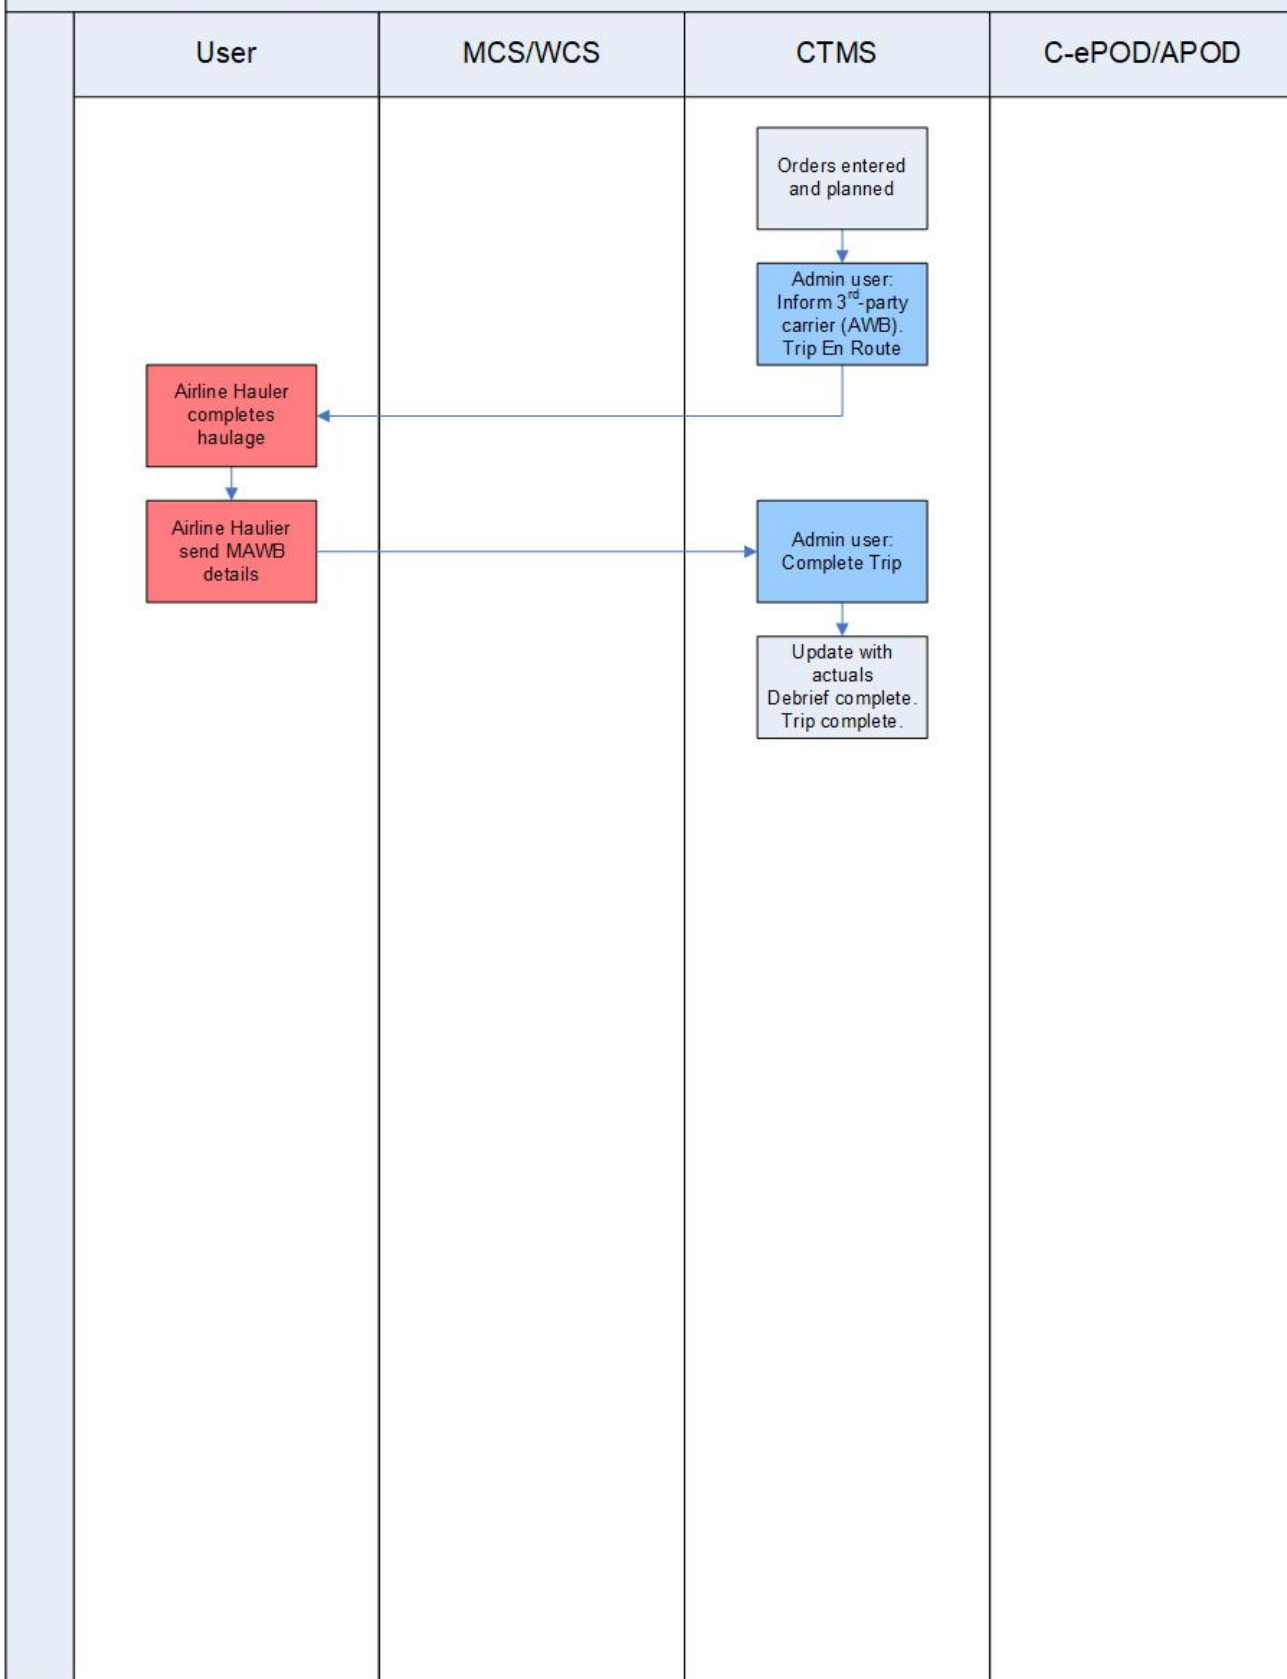 User
MCS/WCS
CTMS
C-ePOD/APOD
Orders entered
and planned
Admin user:
Inform 3rd-party
carrier (AWB).
Trip En Route
Airline Hauler
completes
haulage
Airline Haulier
send MAWB
details
Admin user:
Complete Trip
Update with
actuals
Debrief complete.
Trip complete.